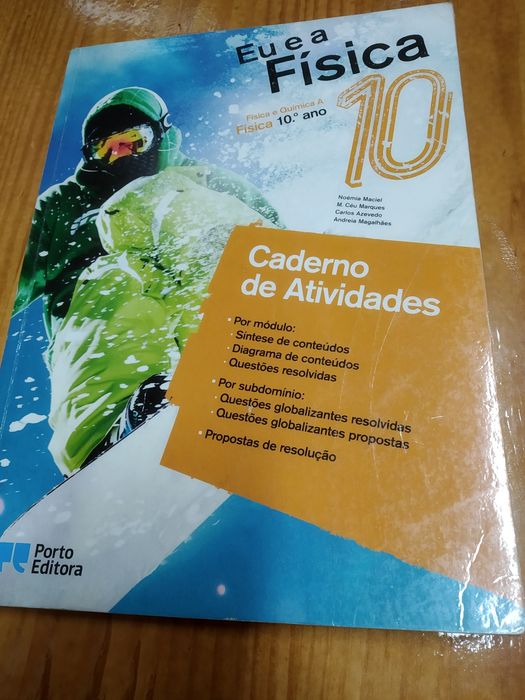 Eu e a
Física
10
Física e Química A
Física 10.º ano
Noémia Maciel
M. Céu Marques
Carlos Azevedo
Andreia Magalhães
Caderno
de Atividades
• Por módulo:
· Síntese de conteúdos
· Diagrama de conteúdos
· Questões resolvidas
• Por subdomínio:
· Questões globalizantes resolvidas
· Questões globalizantes propostas
• Propostas de resolução
Porto
Editora